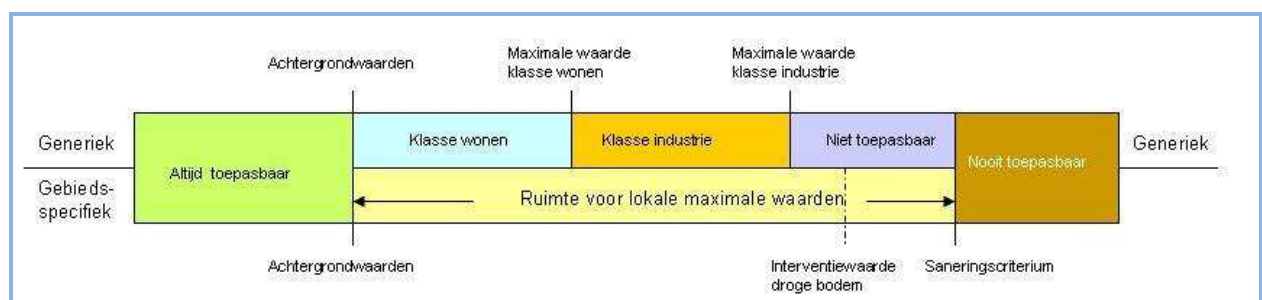 Achtergrondwaarden
Maximale waarde
klasse wonen
Maximale waarde
klasse industrie
Generiek
Altijd toepasbaar
Klasse wonen
Klasse industrie
Niet toepasbaar
Nooit toepasbaar
Generiek
Gebieds-
specifiek
Ruimte voor lokale maximale waarden
Achtergrondwaarden
Interventiewaarde
droge bodem
Saneringscriterium